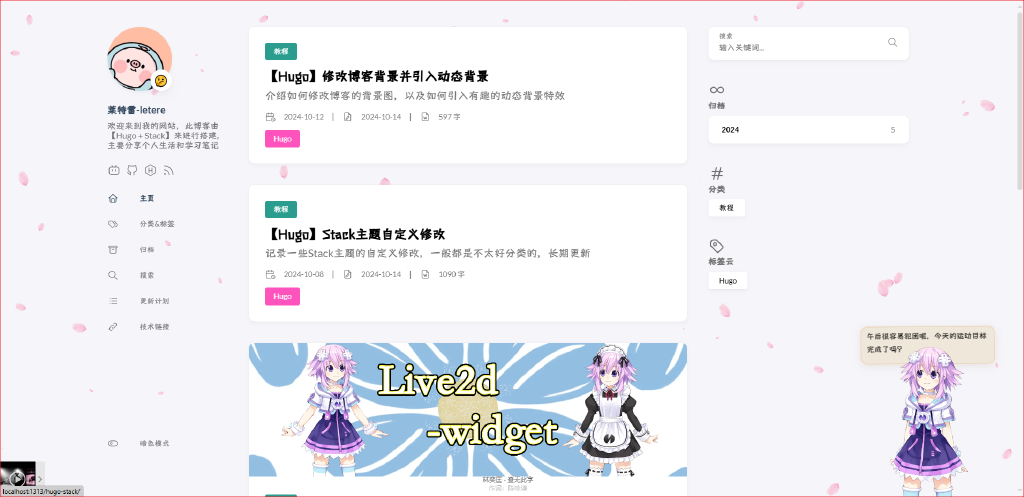 莱特雷-letere
欢迎来到我的网站，此博客由
【Hugo + Stack】来进行搭建，
主要分享个人生活和学习笔记
主页
分类&标签
归档
搜索
更新计划
技术链接
暗色模式
localhost:1313/hugo-stack/
教程
【Hugo】修改博客背景并引入动态背景
介绍如何修改博客的背景图，以及如何引入有趣的动态背景特效
2024-10-12 | 2024-10-14 | 597 字
Hugo
教程
【Hugo】Stack主题自定义修改
记录一些Stack主题的自定义修改，一般都是不太好分类的，长期更新
2024-10-08 | 2024-10-14 | 1090 字
Hugo
Live2d
-widget
搜索
输入关键词...
归档
2024 5
分类
教程
标签云
Hugo
午后很容易犯困呢，今天的运动目标
完成了吗？